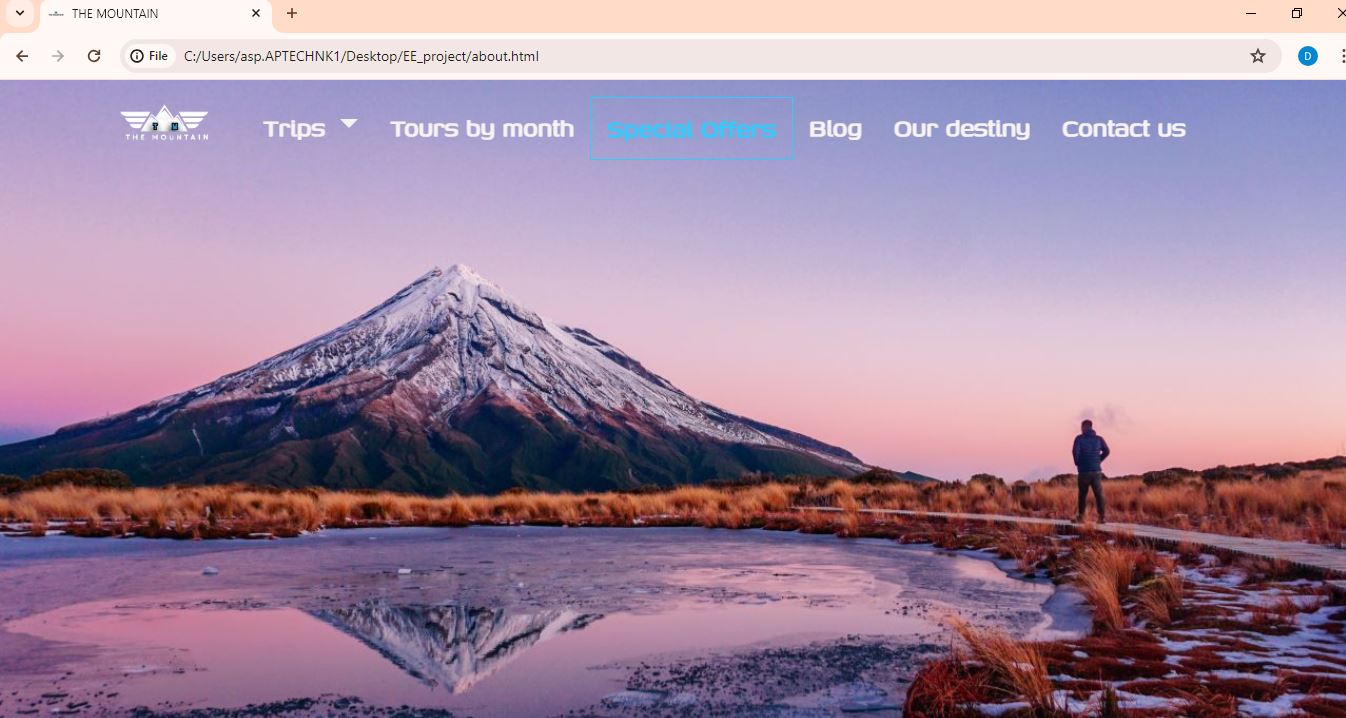 THE MOUNTAIN
File
C:/Users/asp.APTECHNK1/Desktop/EE_project/about.html
D
T M
THE MOUNTAIN
Trips
Tours by month
Special Offers
Blog
Our destiny
Contact us